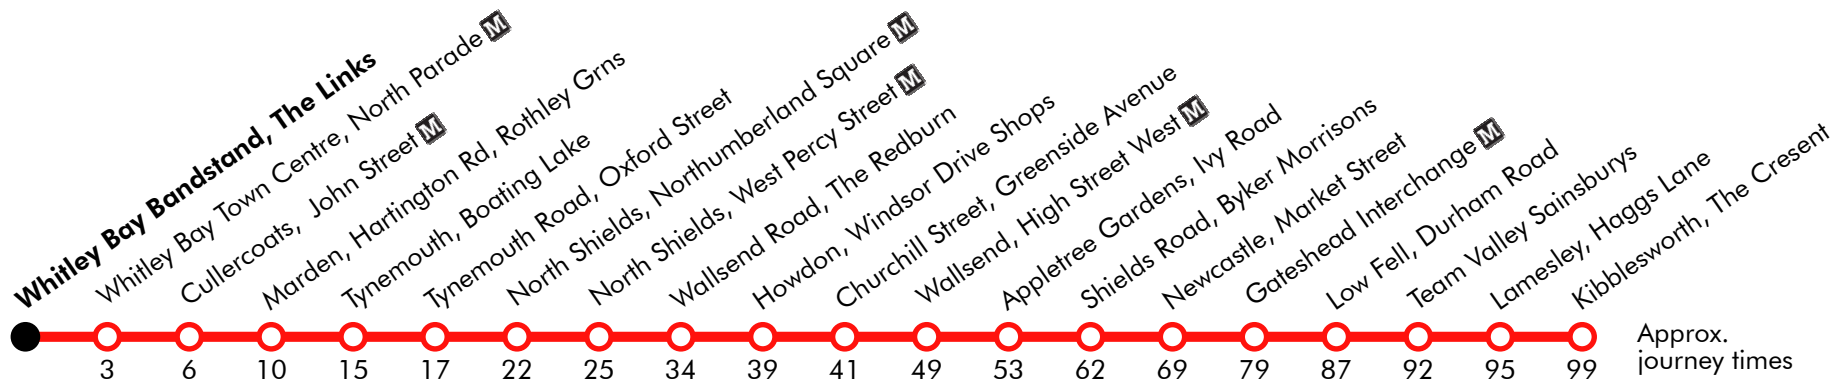 Whitley Bay Bandstand, The Links
Whitley Bay Town Centre, North Parade M
Cullercoats, John Street M
Marden, Hartington Rd, Rothley Grns
Tynemouth, Boating Lake
Tynemouth Road, Oxford Street
North Shields, Northumberland Square M
North Shields, West Percy Street M
Wallsend Road, The Redburn
Howdon, Windsor Drive Shops
Churchill Street, Greenside Avenue
Wallsend, High Street West M
Appletree Gardens, Ivy Road
Shields Road, Byker Morrisons
Newcastle, Market Street
Gateshead Interchange M
Low Fell, Durham Road
Team Valley Sainsburys
Lamesley, Haggs Lane
Kibblesworth, The Cresent
3 6 10 15 17 22 25 34 39 41 49 53 62 69 79 87 92 95 99
Approx.
journey times